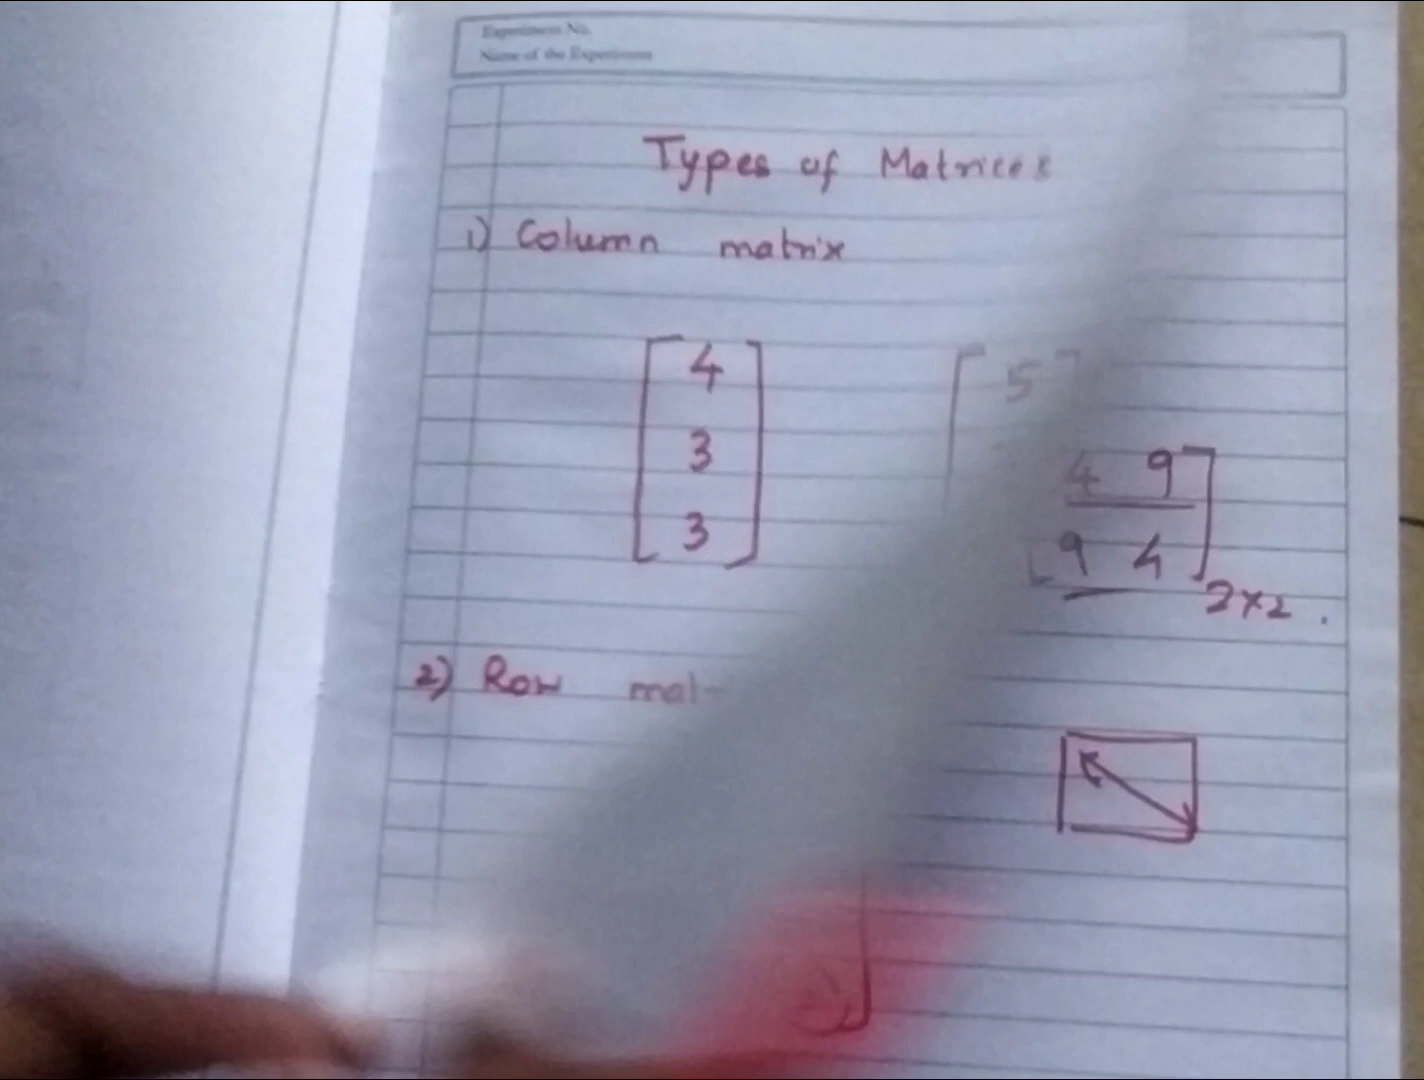 Experiment No.
Name of the Experiment
Types of Matrices
1) Column matrix
4
3
3
5
4 9
9 4
2×2 .
2) Row